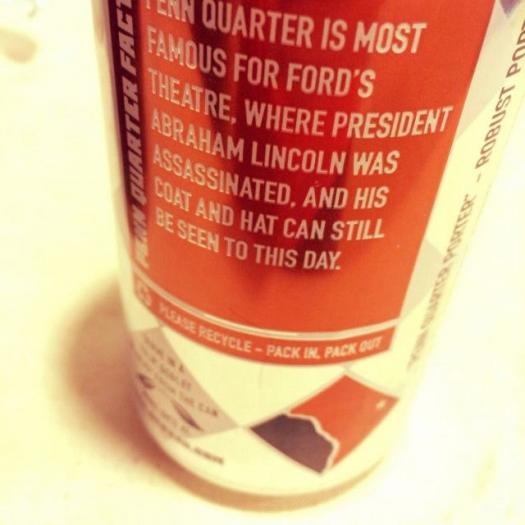 PENN QUARTER FACT
PENN QUARTER IS MOST
FAMOUS FOR FORD'S
THEATRE, WHERE PRESIDENT
ABRAHAM LINCOLN WAS
ASSASSINATED, AND HIS
COAT AND HAT CAN STILL
BE SEEN TO THIS DAY.
PLEASE RECYCLE - PACK IN, PACK OUT
"PENN QUARTER PORTER" - ROBUST